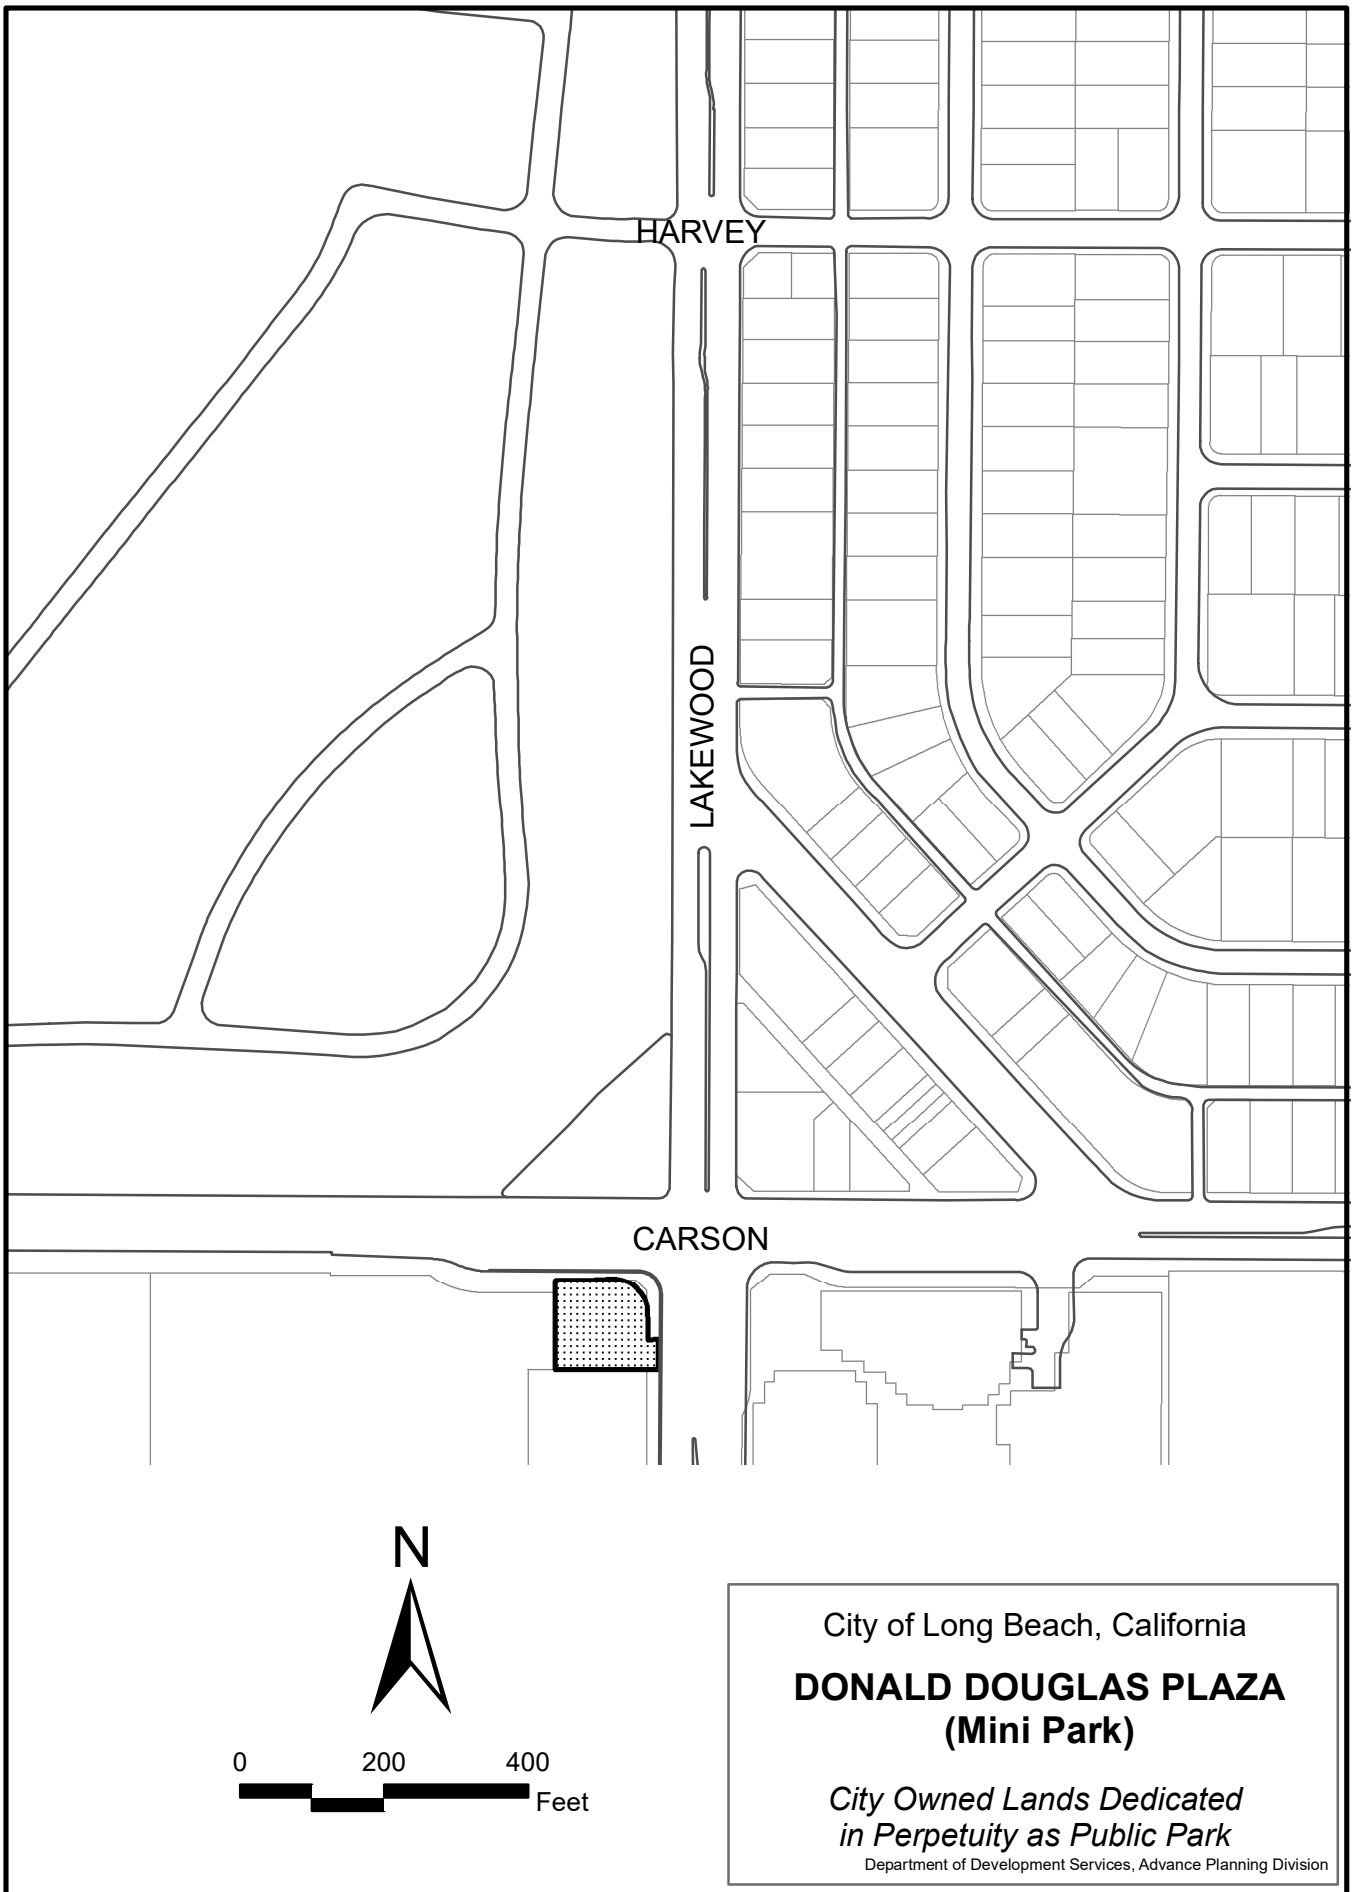 HARVEY
LAKEWOOD
CARSON
N
0 200 400
Feet
City of Long Beach, California
DONALD DOUGLAS PLAZA
(Mini Park)
City Owned Lands Dedicated
in Perpetuity as Public Park
Department of Development Services, Advance Planning Division